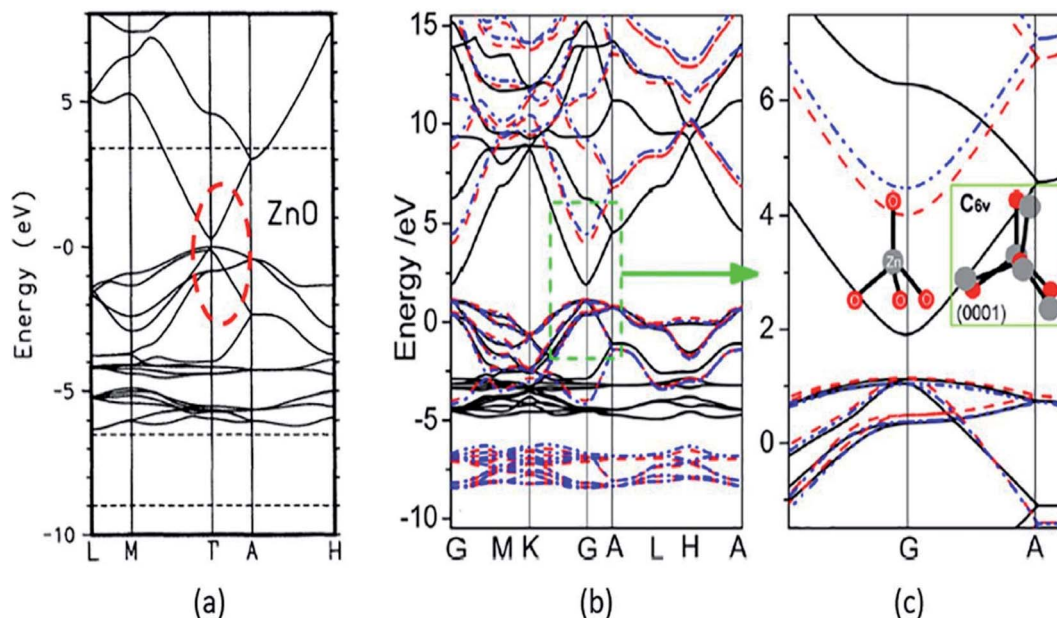 Energy (eV)
5
-0
-5
-10
ZnO
L M Γ A H
(a)
Energy /eV
15
10
5
0
-5
-10
G M K G A L H A
(b)
6
4
2
0
O
Zn
O O O
C6v
(0001)
G A
(c)